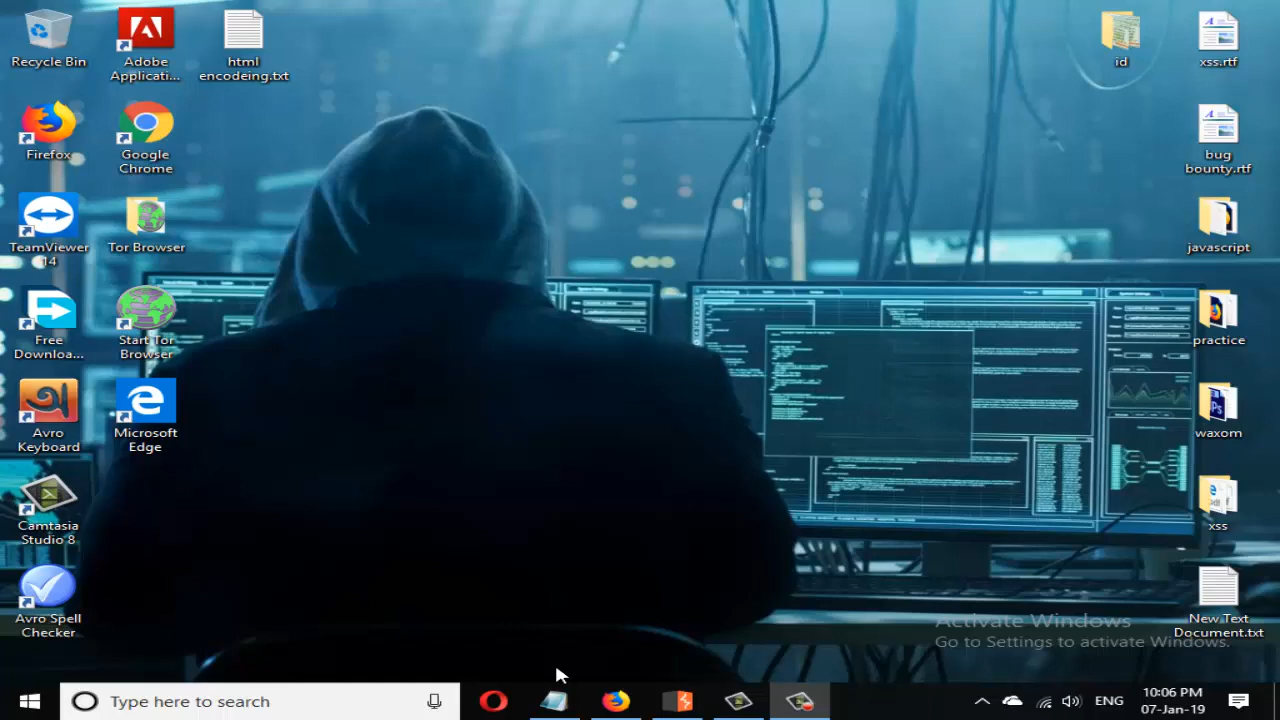 Recycle Bin
Adobe
Applicati...
html
encodeing.txt
id
xss.rtf
Firefox
Google
Chrome
bug
bounty.rtf
TeamViewer
14
Tor Browser
javascript
Free
Downloa...
Start Tor
Browser
practice
Avro
Keyboard
Microsoft
Edge
waxom
Camtasia
Studio 8
xss
Avro Spell
Checker
New Text
Document.txt
Activate Windows
Go to Settings to activate Windows.
Type here to search
ENG
10:06 PM
07-Jan-19